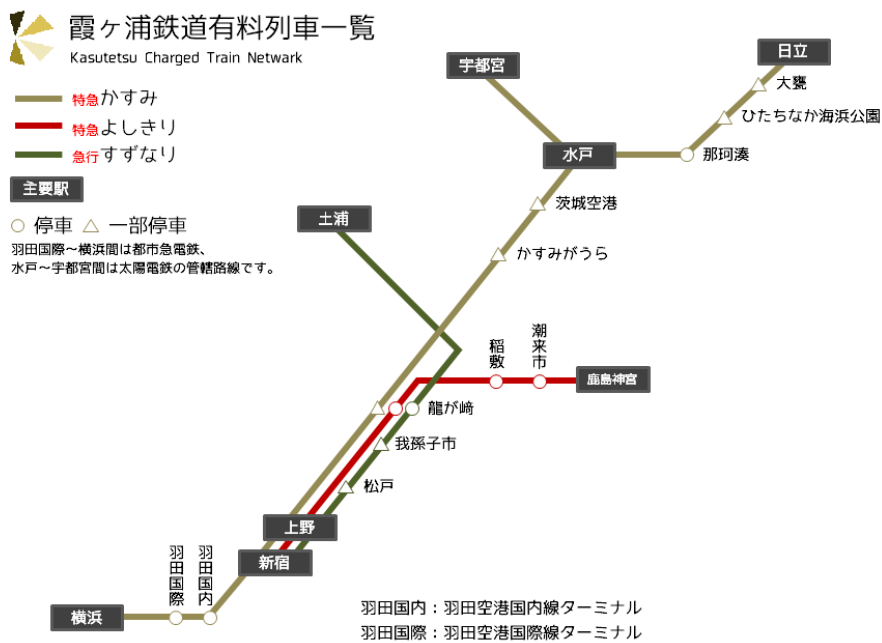 霞ヶ浦鉄道有料列車一覧
Kasutetsu Charged Train Network
特急かすみ
特急よしきり
急行すずなり
主要駅
○ 停車 △ 一部停車
羽田国際～横浜間は都市急電鉄、
水戸～宇都宮間は太陽電鉄の管轄路線です。
宇都宮
日立
大甕
ひたちなか海浜公園
那珂湊
水戸
茨城空港
かすみがうら
土浦
稲敷
潮来市
鹿島神宮
龍が崎
我孫子市
松戸
上野
新宿
羽田国際
羽田国内
横浜
羽田国内：羽田空港国内線ターミナル
羽田国際：羽田空港国際線ターミナル